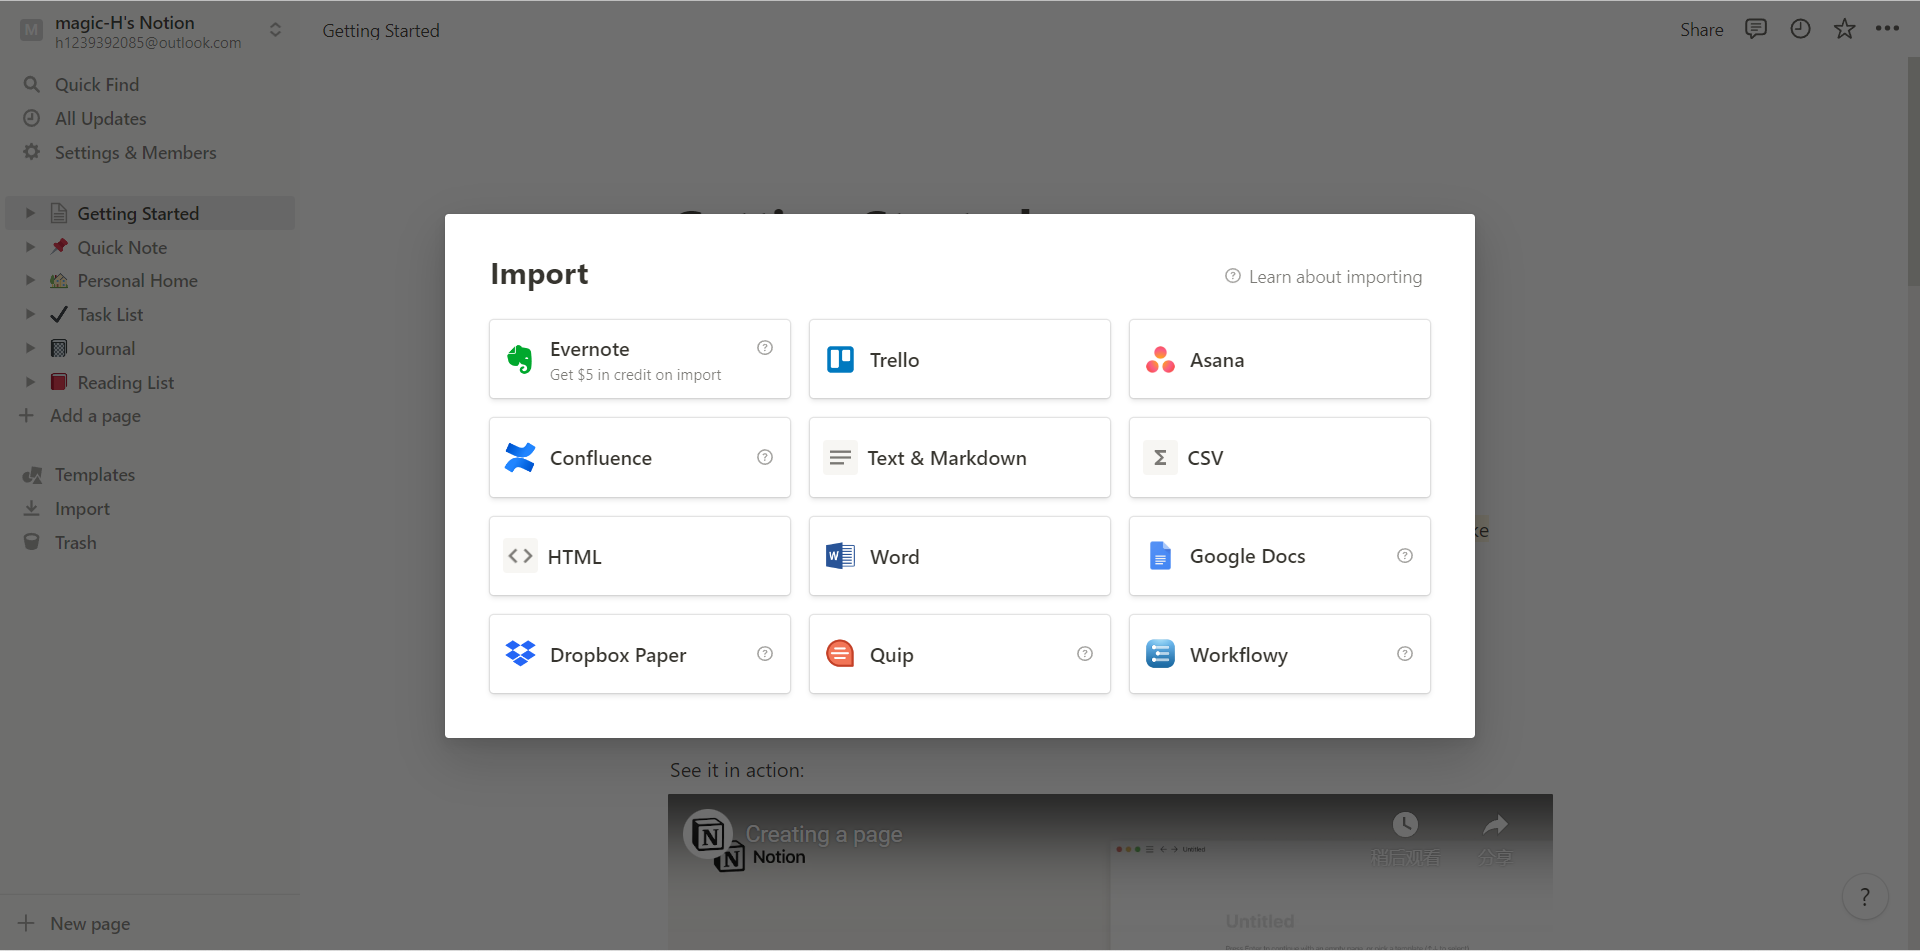 M
magic-H's Notion
h1239392085@outlook.com
Quick Find
All Updates
Settings & Members
Getting Started
Quick Note
Personal Home
Task List
Journal
Reading List
Add a page
Templates
Import
Trash
New page
Getting Started
Share
Import
Learn about importing
Evernote
Get $5 in credit on import
Trello
Asana
Confluence
Text & Markdown
CSV
HTML
Word
Google Docs
Dropbox Paper
Quip
Workflowy
See it in action:
Creating a page
Notion
稍后观看
分享
Untitled
Untitled